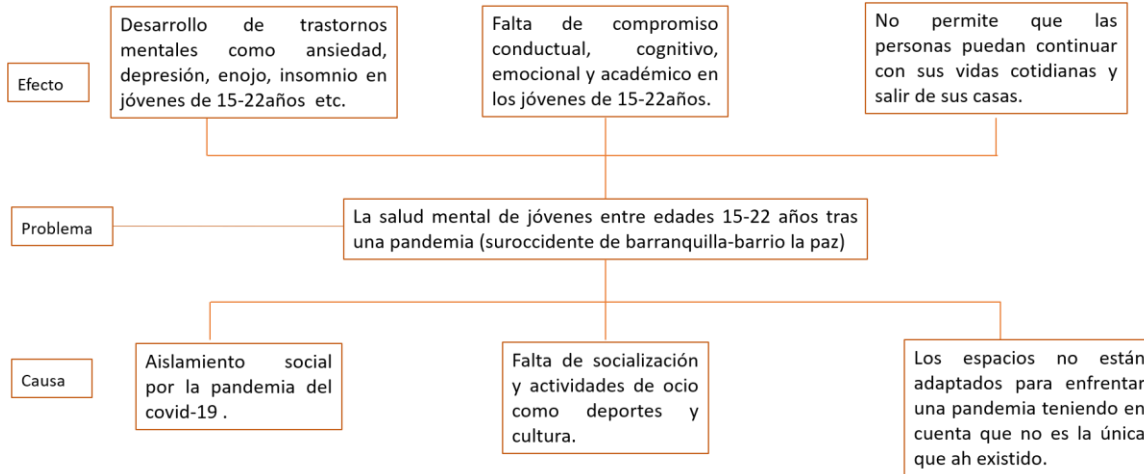 Efecto
Desarrollo de trastornos
mentales como ansiedad,
depresión, enojo, insomnio en
jóvenes de 15-22años etc.
Falta de compromiso
conductual, cognitivo,
emocional y académico en
los jóvenes de 15-22años.
No permite que las
personas puedan continuar
con sus vidas cotidianas y
salir de sus casas.
Problema
La salud mental de jóvenes entre edades 15-22 años tras
una pandemia (suroccidente de barranquilla-barrio la paz)
Causa
Aislamiento social
por la pandemia del
covid-19 .
Falta de socialización
y actividades de ocio
como deportes y
cultura.
Los espacios no están
adaptados para enfrentar
una pandemia teniendo en
cuenta que no es la única
que ah existido.